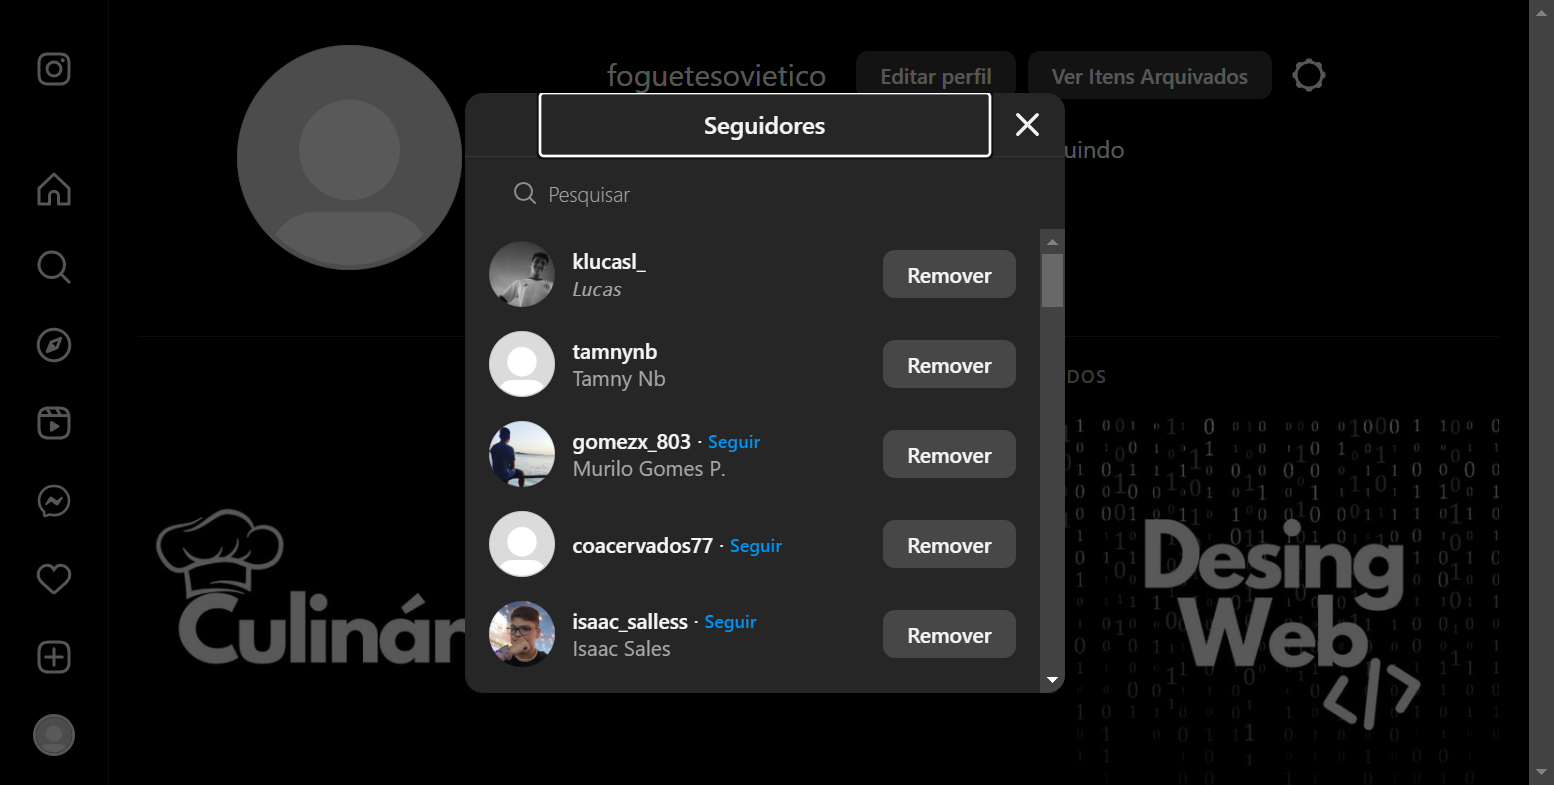 foguetesovietico
Editar perfil
Ver Itens Arquivados
uindo
Seguidores
Pesquisar
klucasl_
Lucas
Remover
tamnynb
Tamny Nb
Remover
gomezx_803 · Seguir
Murilo Gomes P.
Remover
coacervados77 · Seguir
Remover
isaac_salless · Seguir
Isaac Sales
Remover
DOS
Culinár
Desing
Web
</>